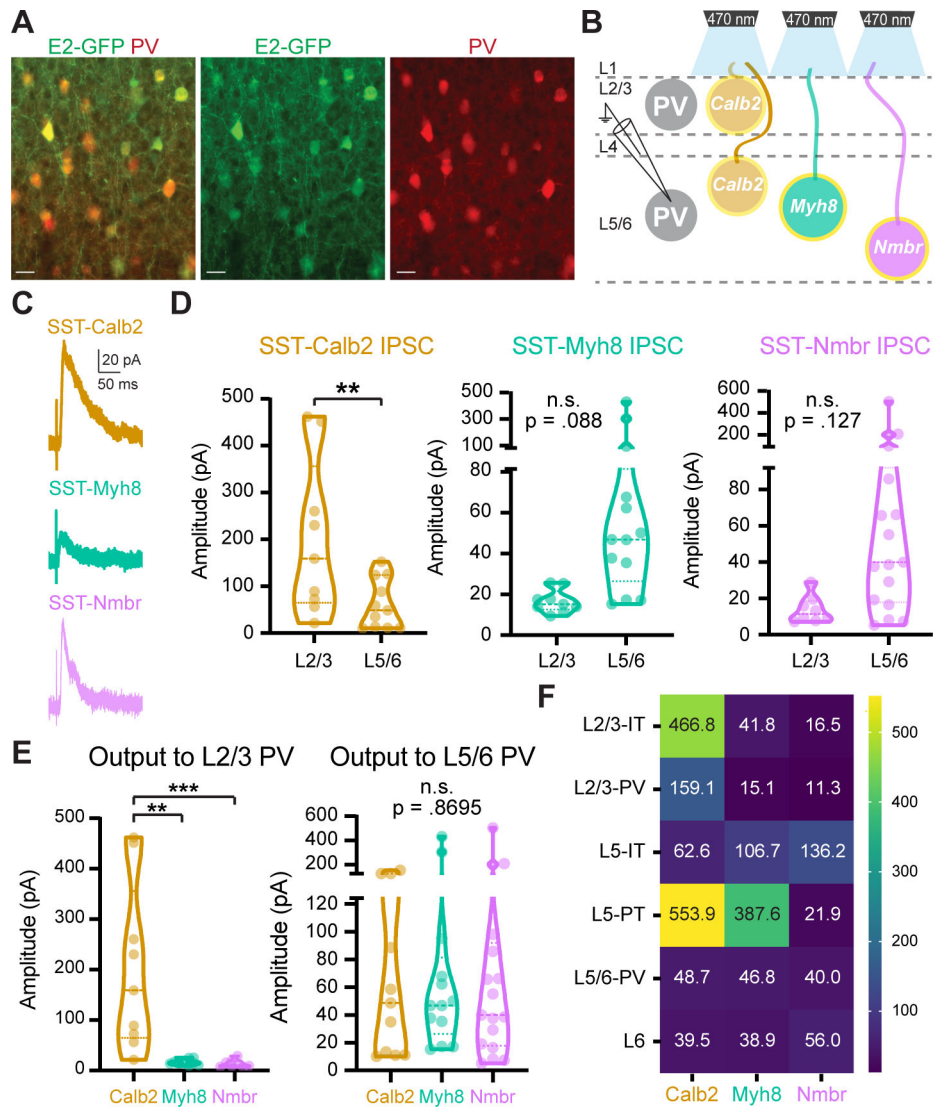 A
E2-GFP PV
E2-GFP
PV
B
470 nm
470 nm
470 nm
L1
L2/3
L4
L5/6
PV
Calb2
PV
Calb2
Myh8
Nmbr
C
SST-Calb2
20 pA
50 ms
SST-Myh8
SST-Nmbr
D
SST-Calb2 IPSC
**
Amplitude (pA)
500
400
300
200
100
0
L2/3
L5/6
SST-Myh8 IPSC
n.s.
p = .088
Amplitude (pA)
500
400
300
200
100
80
60
40
20
0
L2/3
L5/6
SST-Nmbr IPSC
n.s.
p = .127
Amplitude (pA)
600
400
200
80
60
40
20
0
L2/3
L5/6
E
Output to L2/3 PV
***
**
Amplitude (pA)
500
400
300
200
100
0
Calb2
Myh8
Nmbr
Output to L5/6 PV
n.s.
p = .8695
Amplitude (pA)
600
400
200
120
100
80
60
40
20
0
Calb2
Myh8
Nmbr
F
L2/3-IT
466.8
41.8
16.5
L2/3-PV
159.1
15.1
11.3
L5-IT
62.6
106.7
136.2
L5-PT
553.9
387.6
21.9
L5/6-PV
48.7
46.8
40.0
L6
39.5
38.9
56.0
Calb2
Myh8
Nmbr
500
400
300
200
100